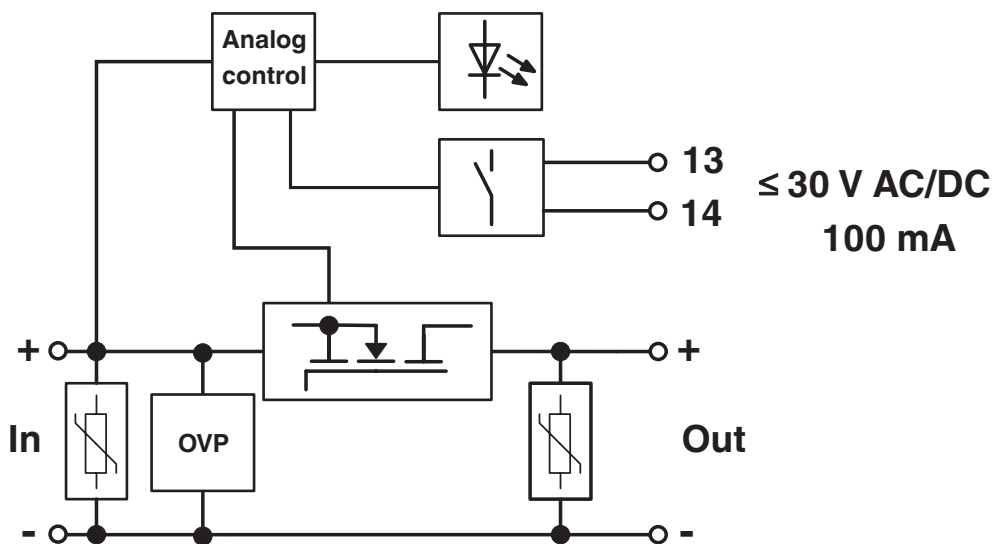 Analog
control
13
≤ 30 V AC/DC
14
100 mA
+
+
In
OVP
Out
-
-